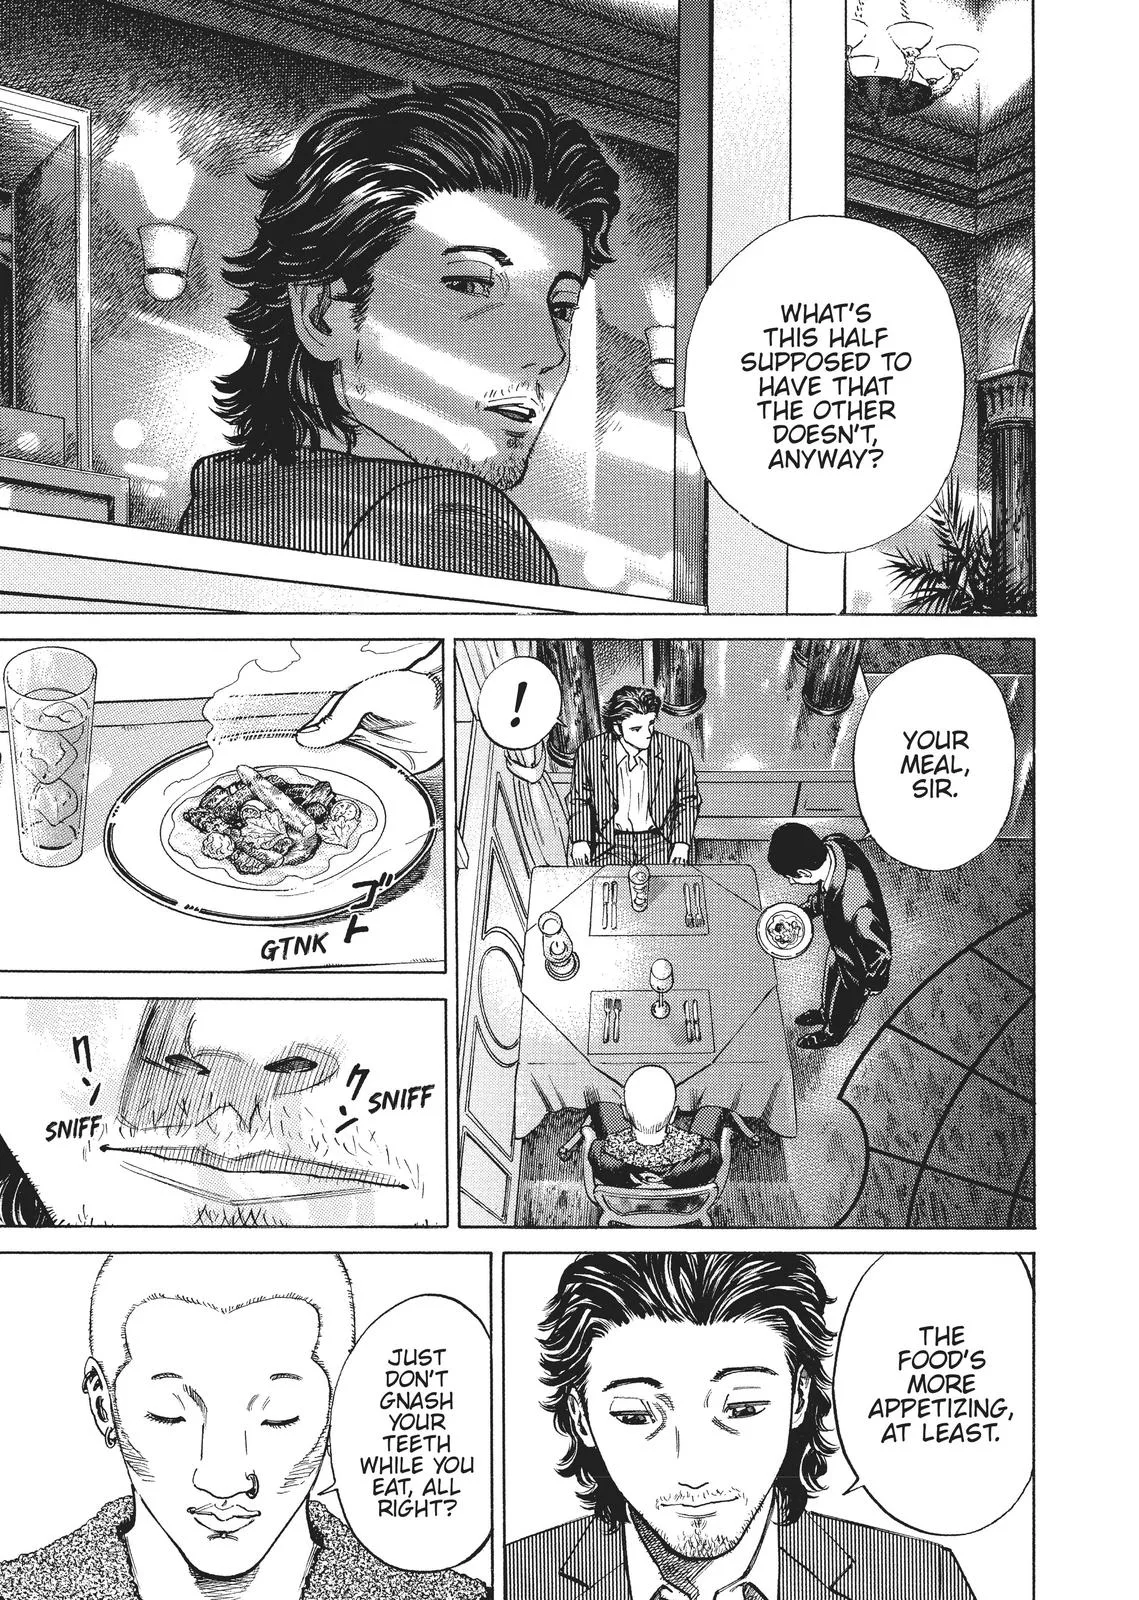 WHAT'S
THIS HALF
SUPPOSED TO
HAVE THAT
THE OTHER
DOESN'T,
ANYWAY?
YOUR
MEAL,
SIR.
!
ゴト
GTNK
クン
SNIFF
クン
SNIFF
THE
FOOD'S
MORE
APPETIZING,
AT LEAST.
JUST
DON'T
GNASH
YOUR
TEETH
WHILE YOU
EAT, ALL
RIGHT?